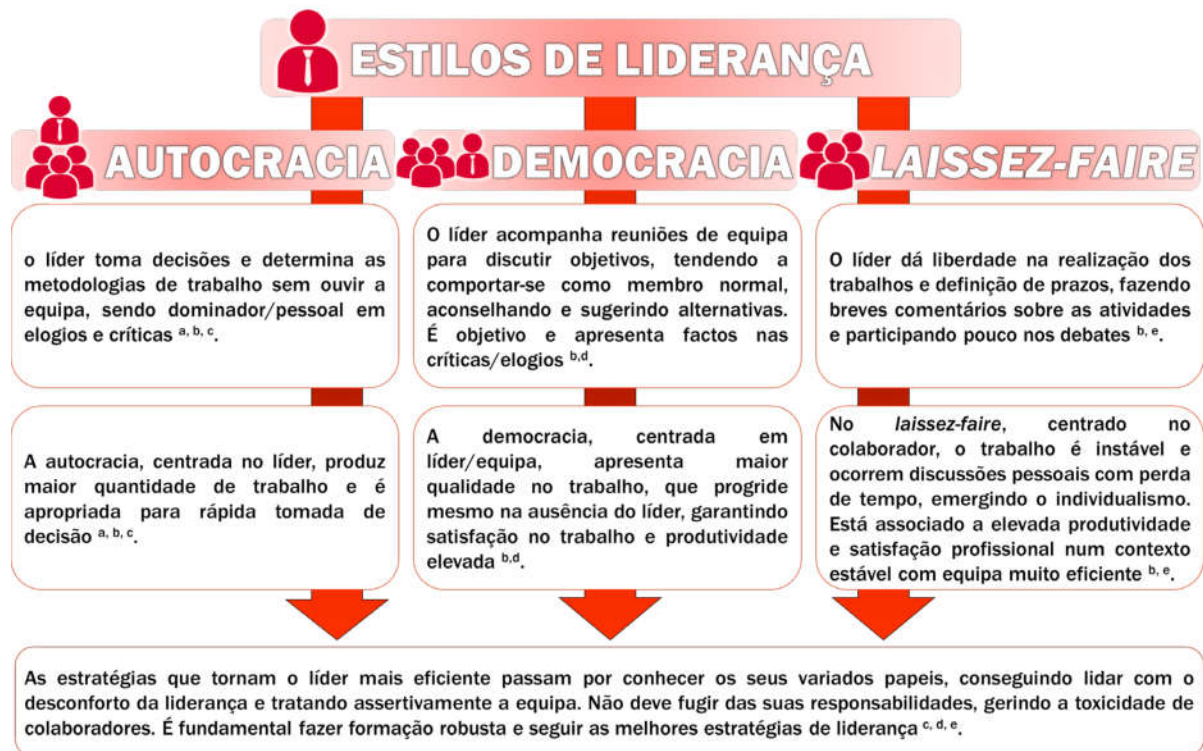 ESTILOS DE LIDERANÇA
AUTOCRACIA
DEMOCRACIA
LAISSEZ-FAIRE
o líder toma decisões e determina as
metodologias de trabalho sem ouvir a
equipa, sendo dominador/pessoal em
elogios e críticas a, b, c.
O líder acompanha reuniões de equipa
para discutir objetivos, tendendo a
comportar-se como membro normal,
aconselhando e sugerindo alternativas.
É objetivo e apresenta factos nas
críticas/elogios b,d.
O líder dá liberdade na realização dos
trabalhos e definição de prazos, fazendo
breves comentários sobre as atividades
e participando pouco nos debates b, e.
A autocracia, centrada no líder, produz
maior quantidade de trabalho e é
apropriada para rápida tomada de
decisão a, b, c.
A democracia, centrada em
líder/equipa, apresenta maior
qualidade no trabalho, que progride
mesmo na ausência do líder, garantindo
satisfação no trabalho e produtividade
elevada b,d.
No laissez-faire, centrado no
colaborador, o trabalho é instável e
ocorrem discussões pessoais com perda
de tempo, emergindo o individualismo.
Está associado a elevada produtividade
e satisfação profissional num contexto
estável com equipa muito eficiente b, e.
As estratégias que tornam o líder mais eficiente passam por conhecer os seus variados papeis, conseguindo lidar com o
desconforto da liderança e tratando assertivamente a equipa. Não deve fugir das suas responsabilidades, gerindo a toxicidade de
colaboradores. É fundamental fazer formação robusta e seguir as melhores estratégias de liderança c, d, e.